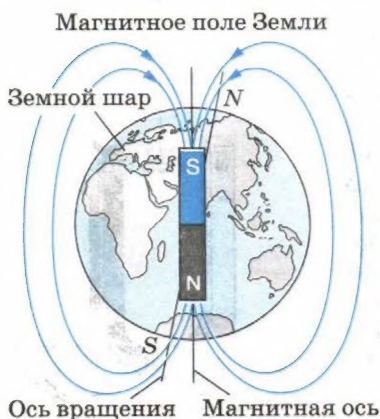 Магнитное поле Земли
Земной шар
N
S
N
S
Ось вращения
Магнитная ось